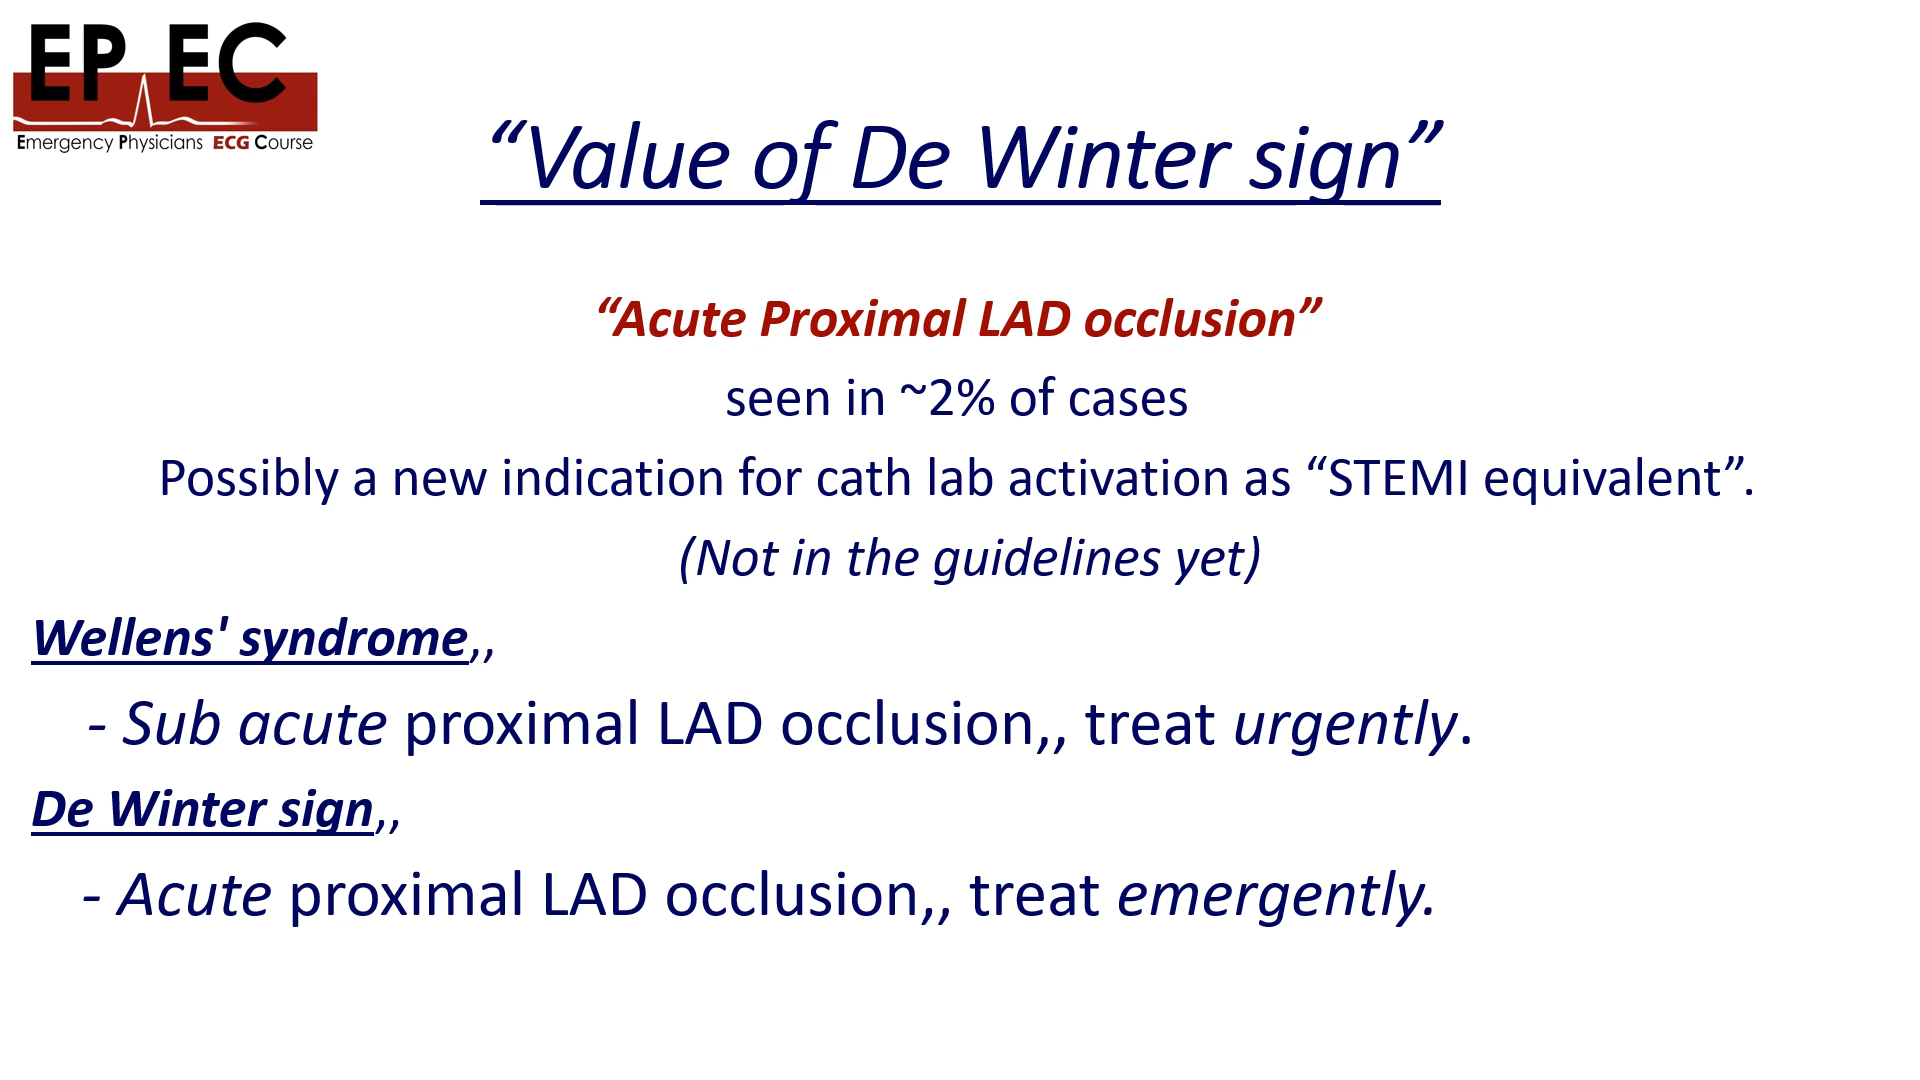 EP EC
Emergency Physicians ECG Course
“Value of De Winter sign”
“Acute Proximal LAD occlusion”
seen in ~2% of cases
Possibly a new indication for cath lab activation as “STEMI equivalent”.
(Not in the guidelines yet)
Wellens' syndrome,,
- Sub acute proximal LAD occlusion,, treat urgently.
De Winter sign,,
- Acute proximal LAD occlusion,, treat emergently.